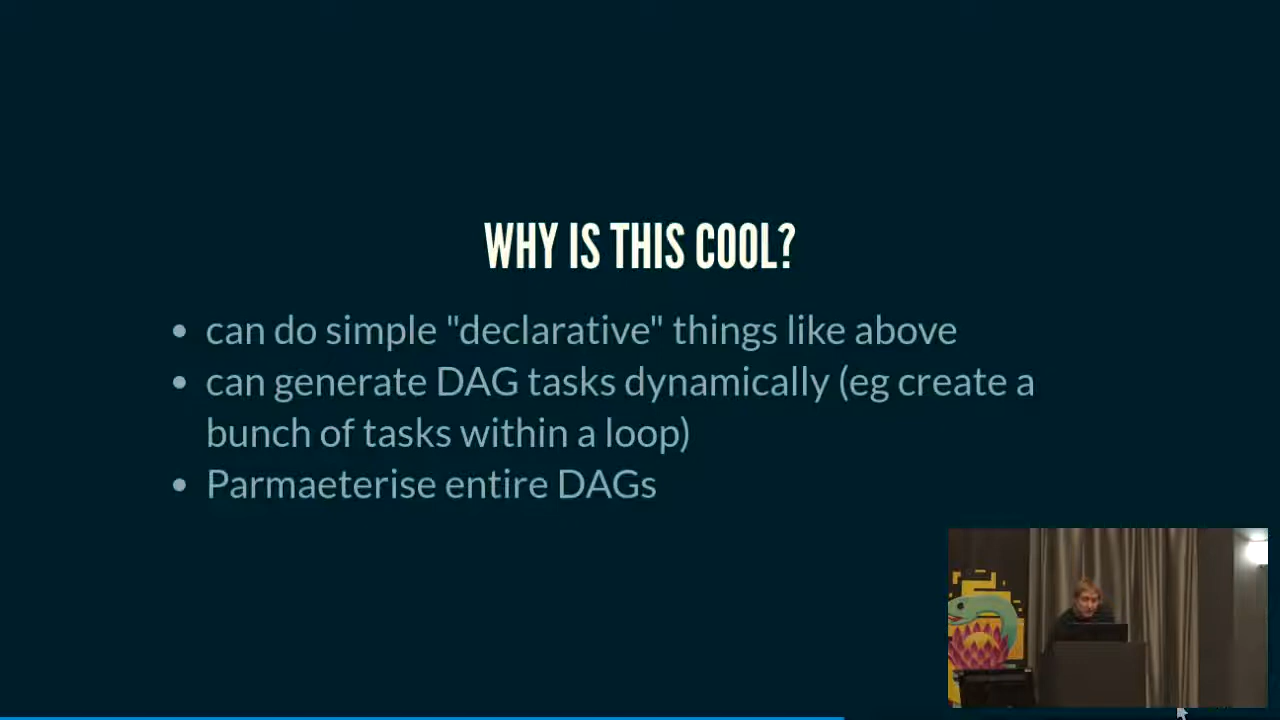 WHY IS THIS COOL?
• can do simple "declarative" things like above
• can generate DAG tasks dynamically (eg create a
bunch of tasks within a loop)
• Parmaeterise entire DAGs